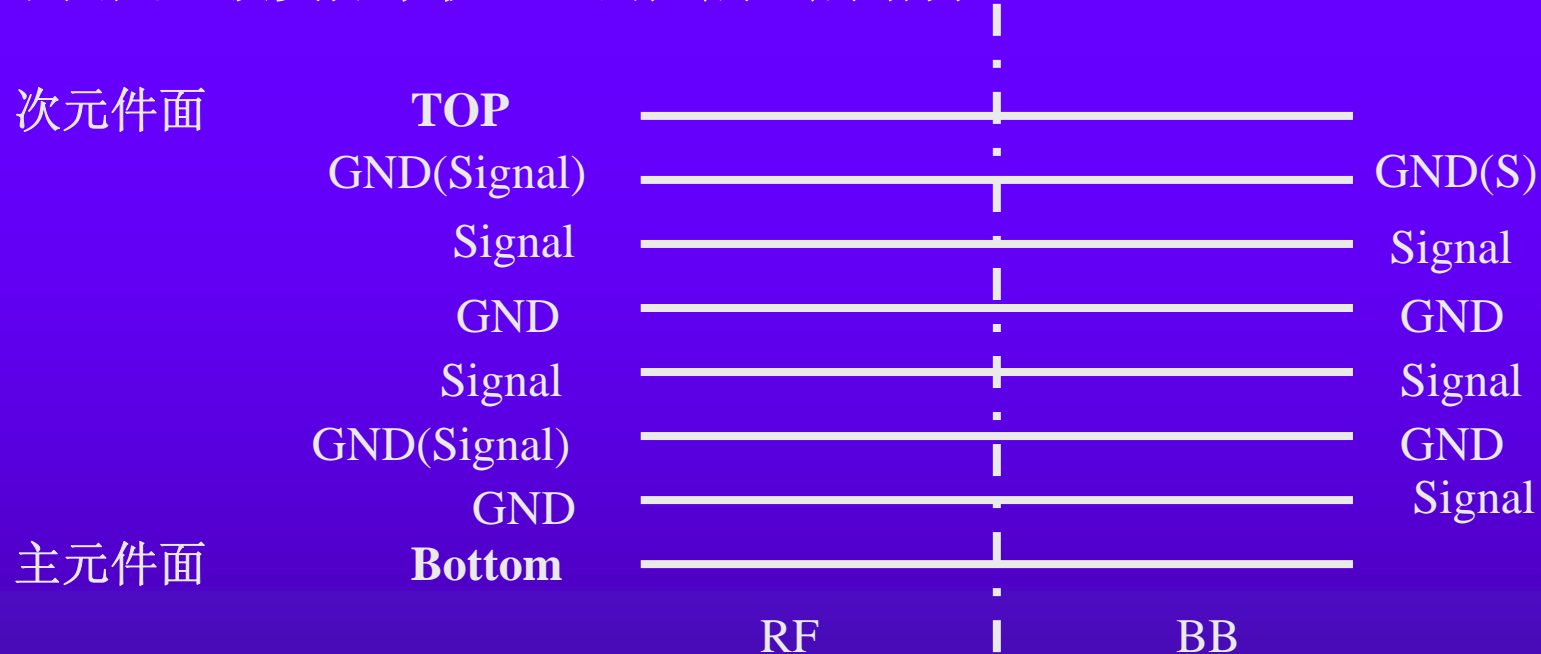 次元件面 TOP
GND(Signal) GND(S)
Signal Signal
GND GND
Signal Signal
GND(Signal) GND
GND Signal
主元件面 Bottom
RF BB